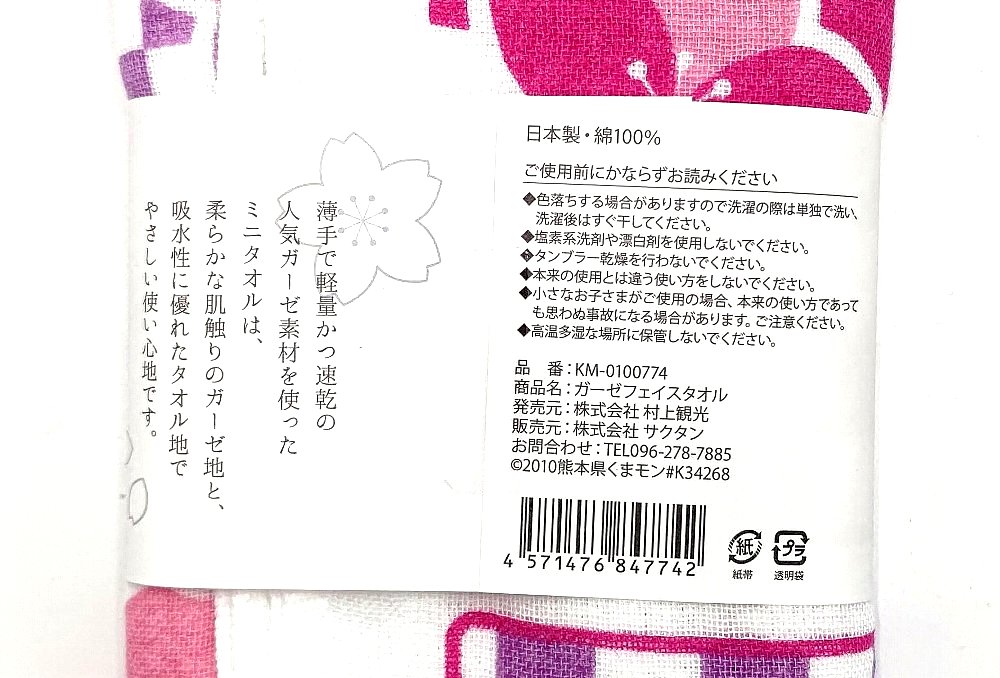 薄手で軽量かつ速乾の
人気ガーゼ素材を使った
ミニタオルは、
柔らかな肌触りのガーゼ地と、
吸水性に優れたタオル地で
やさしい使い心地です。
日本製・綿100%
ご使用前にかならずお読みください
◆色落ちする場合がありますので洗濯の際は単独で洗い、
洗濯後はすぐ干してください。
◆塩素系洗剤や漂白剤を使用しないでください。
◆タンブラー乾燥を行わないでください。
◆本来の使用とは違う使い方をしないでください。
◆小さなお子さまがご使用の場合、本来の使い方であって
も思わぬ事故になる場合があります。ご注意ください。
◆高温多湿な場所に保管しないでください。
品 番:KM-0100774
商品名:ガーゼフェイスタオル
発売元:株式会社 村上観光
販売元:株式会社 サクタン
お問合わせ:TEL096-278-7885
©2010熊本県くまモン#K34268
4 571476 847742
紙
紙帯
プラ
透明袋